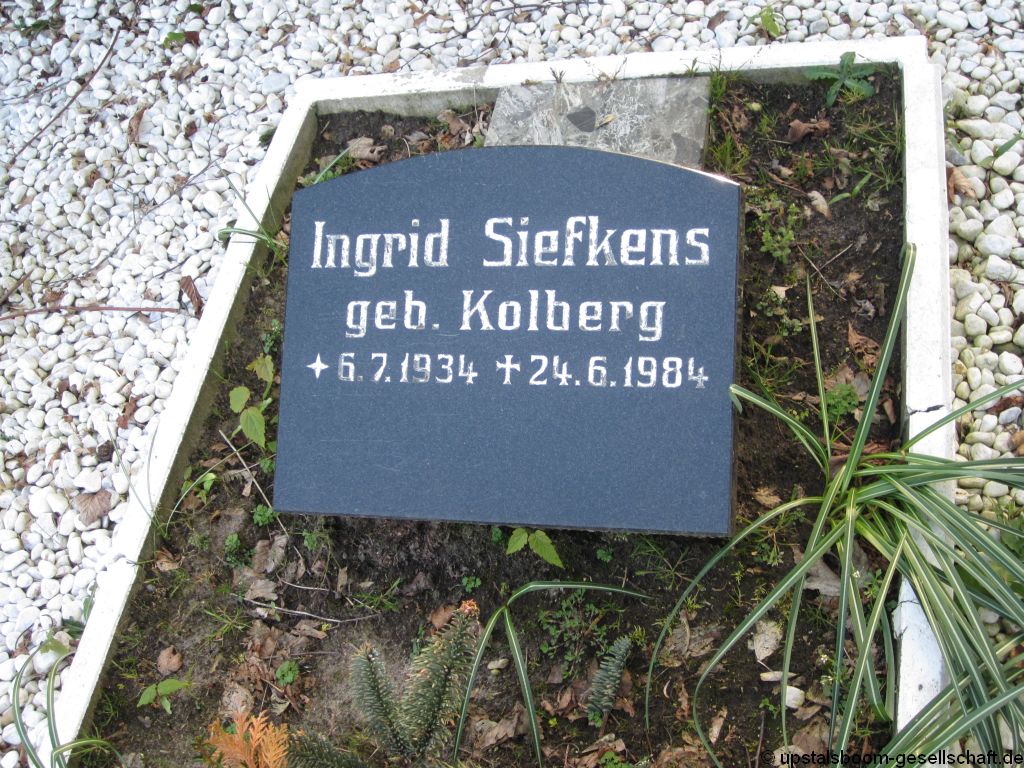 Ingrid Siefkens
geb. Kolberg
6.7.1934 † 24.6.1984
© upstalsboom-gesellschaft.de